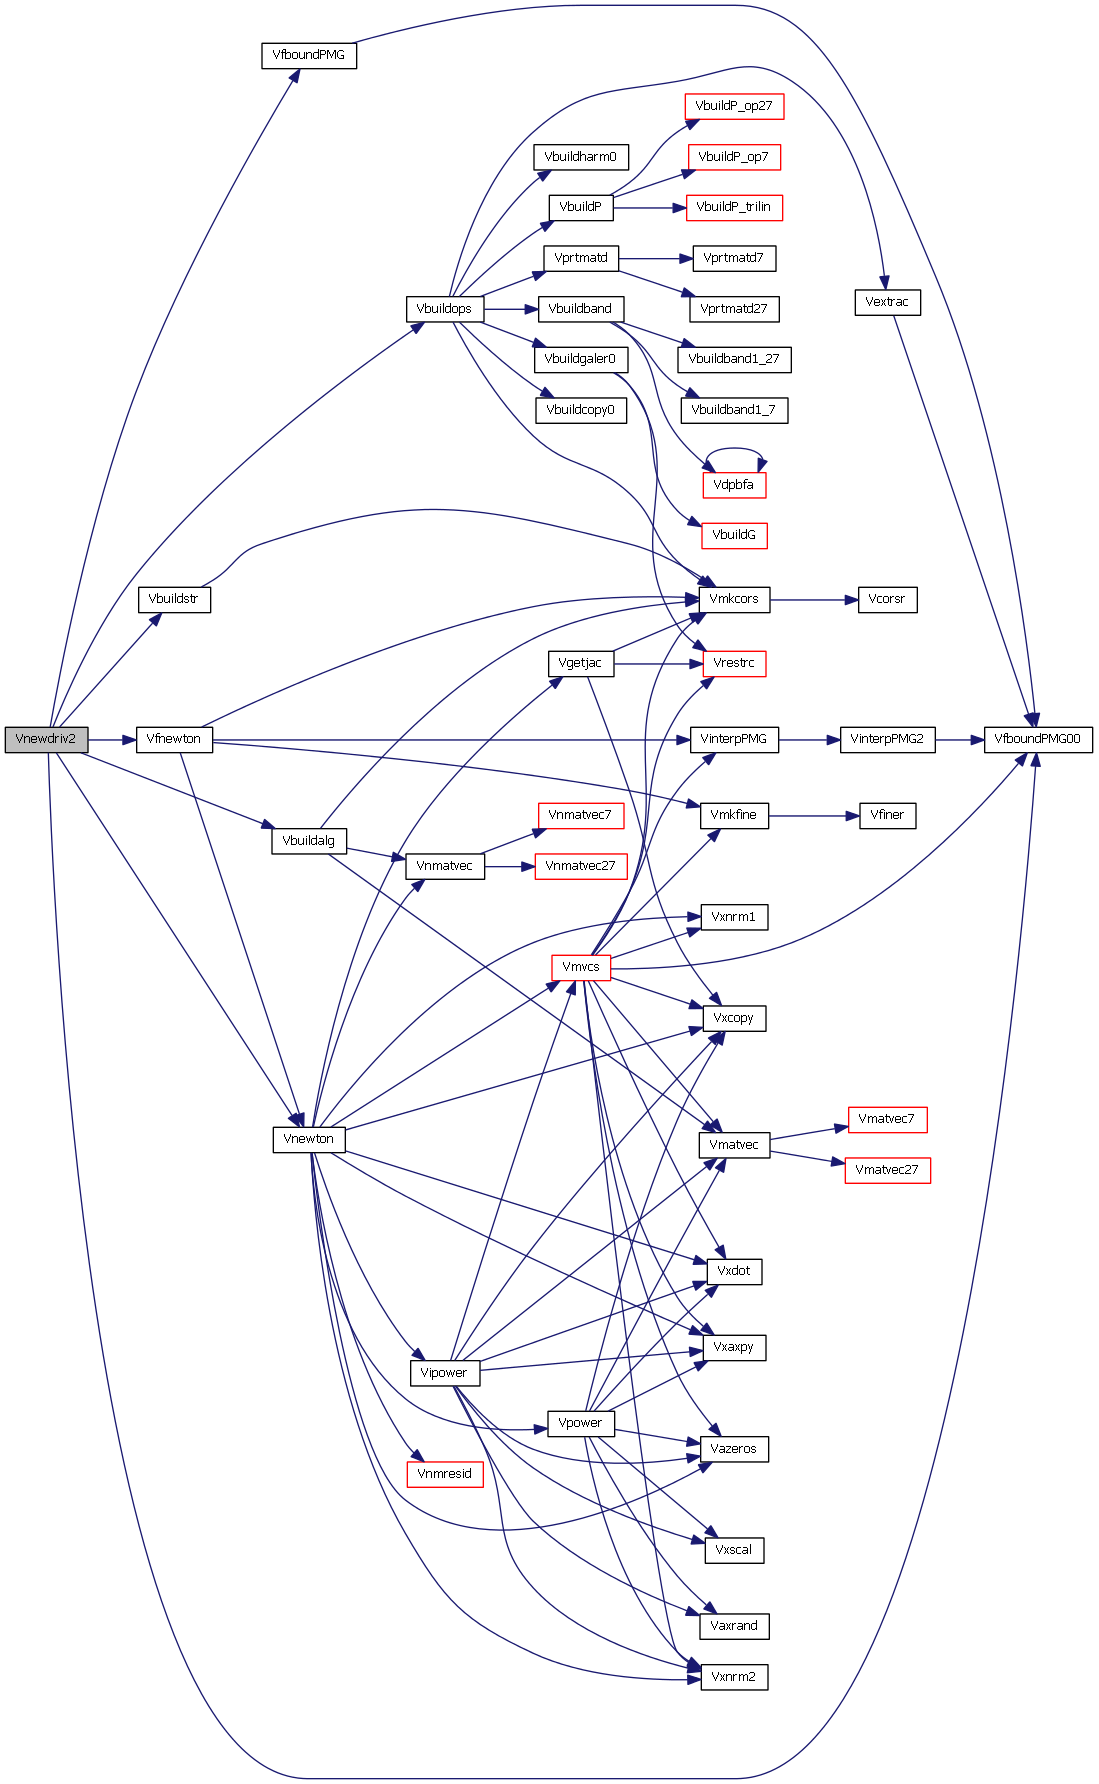 VfboundPMG
VbuildP_op27
Vbuildharm0
VbuildP_op7
VbuildP
VbuildP_trilin
Vprtmatd
Vprtmatd7
Vbuildops
Vbuildband
Vprtmatd27
Vextrac
Vbuildgaler0
Vbuildband1_27
Vbuildcopy0
Vbuildband1_7
Vdpbfa
VbuildG
Vbuildstr
Vmkcors
Vcorsr
Vgetjac
Vrestrc
Vnewdriv2
Vfnewton
VinterpPMG
VinterpPMG2
VfboundPMG00
Vmkfine
Vfiner
Vbuildalg
Vnmatvec7
Vnmatvec
Vnmatvec27
Vxnrm1
Vmvcs
Vxcopy
Vmatvec7
Vnewton
Vmatvec
Vmatvec27
Vxdot
Vxaxpy
Vipower
Vpower
Vazeros
Vnmresid
Vxscal
Vaxrand
Vxnrm2